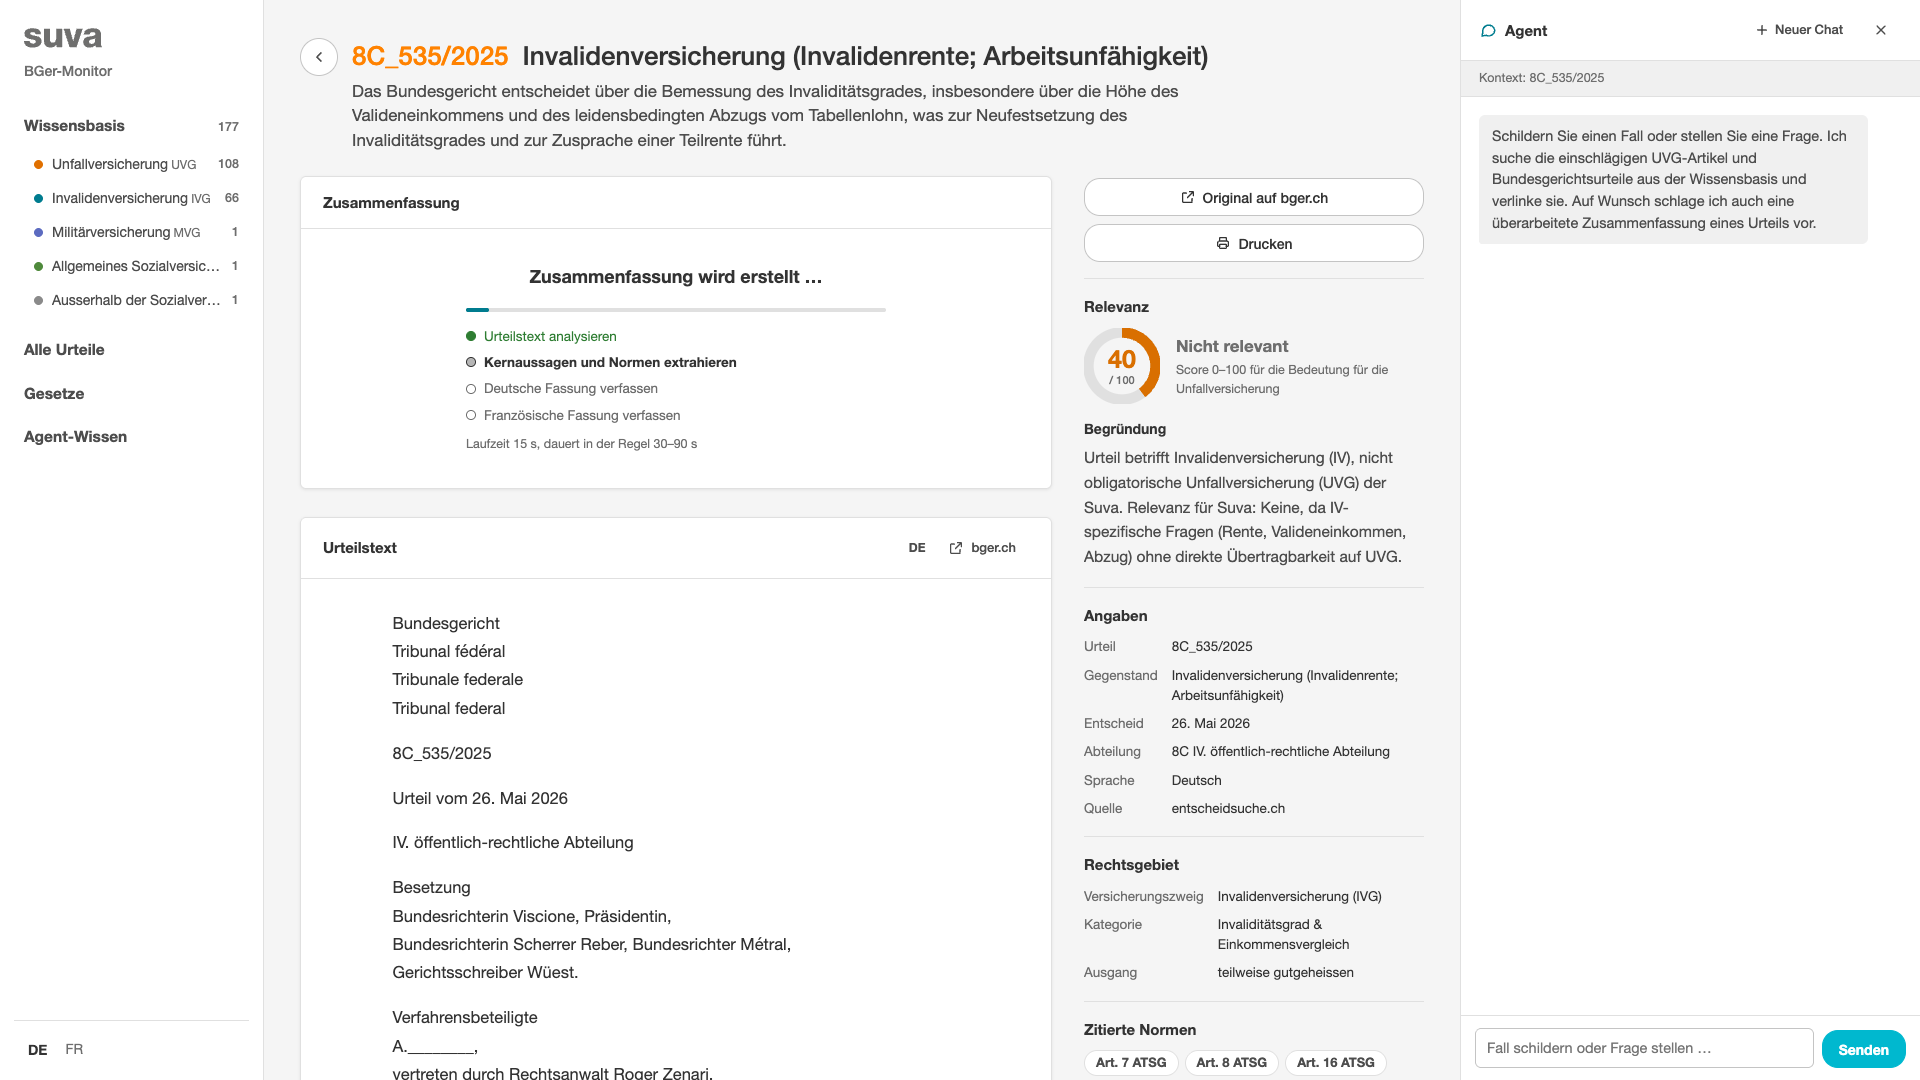 suva
BGer-Monitor
Wissensbasis 177
Unfallversicherung UVG 108
Invalidenversicherung IVG 66
Militärversicherung MVG 1
Allgemeines Sozialversic... 1
Ausserhalb der Sozialver... 1
Alle Urteile
Gesetze
Agent-Wissen
DE FR
8C_535/2025 Invalidenversicherung (Invalidenrente; Arbeitsunfähigkeit)
Das Bundesgericht entscheidet über die Bemessung des Invaliditätsgrades, insbesondere über die Höhe des
Valideneinkommens und des leidensbedingten Abzugs vom Tabellenlohn, was zur Neufestsetzung des
Invaliditätsgrades und zur Zusprache einer Teilrente führt.
Zusammenfassung
Zusammenfassung wird erstellt ...
Urteilstext analysieren
Kernaussagen und Normen extrahieren
Deutsche Fassung verfassen
Französische Fassung verfassen
Laufzeit 15 s, dauert in der Regel 30–90 s
Urteilstext DE bger.ch
Bundesgericht
Tribunal fédéral
Tribunale federale
Tribunal federal
8C_535/2025
Urteil vom 26. Mai 2026
IV. öffentlich-rechtliche Abteilung
Besetzung
Bundesrichterin Viscione, Präsidentin,
Bundesrichterin Scherrer Reber, Bundesrichter Métral,
Gerichtsschreiber Wüest.
Verfahrensbeteiligte
A.________,
vertreten durch Rechtsanwalt Roger Zenari,
Original auf bger.ch
Drucken
Relevanz
40
/ 100
Nicht relevant
Score 0–100 für die Bedeutung für die
Unfallversicherung
Begründung
Urteil betrifft Invalidenversicherung (IV), nicht
obligatorische Unfallversicherung (UVG) der
Suva. Relevanz für Suva: Keine, da IV-
spezifische Fragen (Rente, Valideneinkommen,
Abzug) ohne direkte Übertragbarkeit auf UVG.
Angaben
Urteil 8C_535/2025
Gegenstand Invalidenversicherung (Invalidenrente;
Arbeitsunfähigkeit)
Entscheid 26. Mai 2026
Abteilung 8C IV. öffentlich-rechtliche Abteilung
Sprache Deutsch
Quelle entscheidsuche.ch
Rechtsgebiet
Versicherungszweig Invalidenversicherung (IVG)
Kategorie Invaliditätsgrad &
Einkommensvergleich
Ausgang teilweise gutgeheissen
Zitierte Normen
Art. 7 ATSG Art. 8 ATSG Art. 16 ATSG
Agent Neuer Chat
Kontext: 8C_535/2025
Schildern Sie einen Fall oder stellen Sie eine Frage. Ich
suche die einschlägigen UVG-Artikel und
Bundesgerichtsurteile aus der Wissensbasis und
verlinke sie. Auf Wunsch schlage ich auch eine
überarbeitete Zusammenfassung eines Urteils vor.
Fall schildern oder Frage stellen ...
Senden